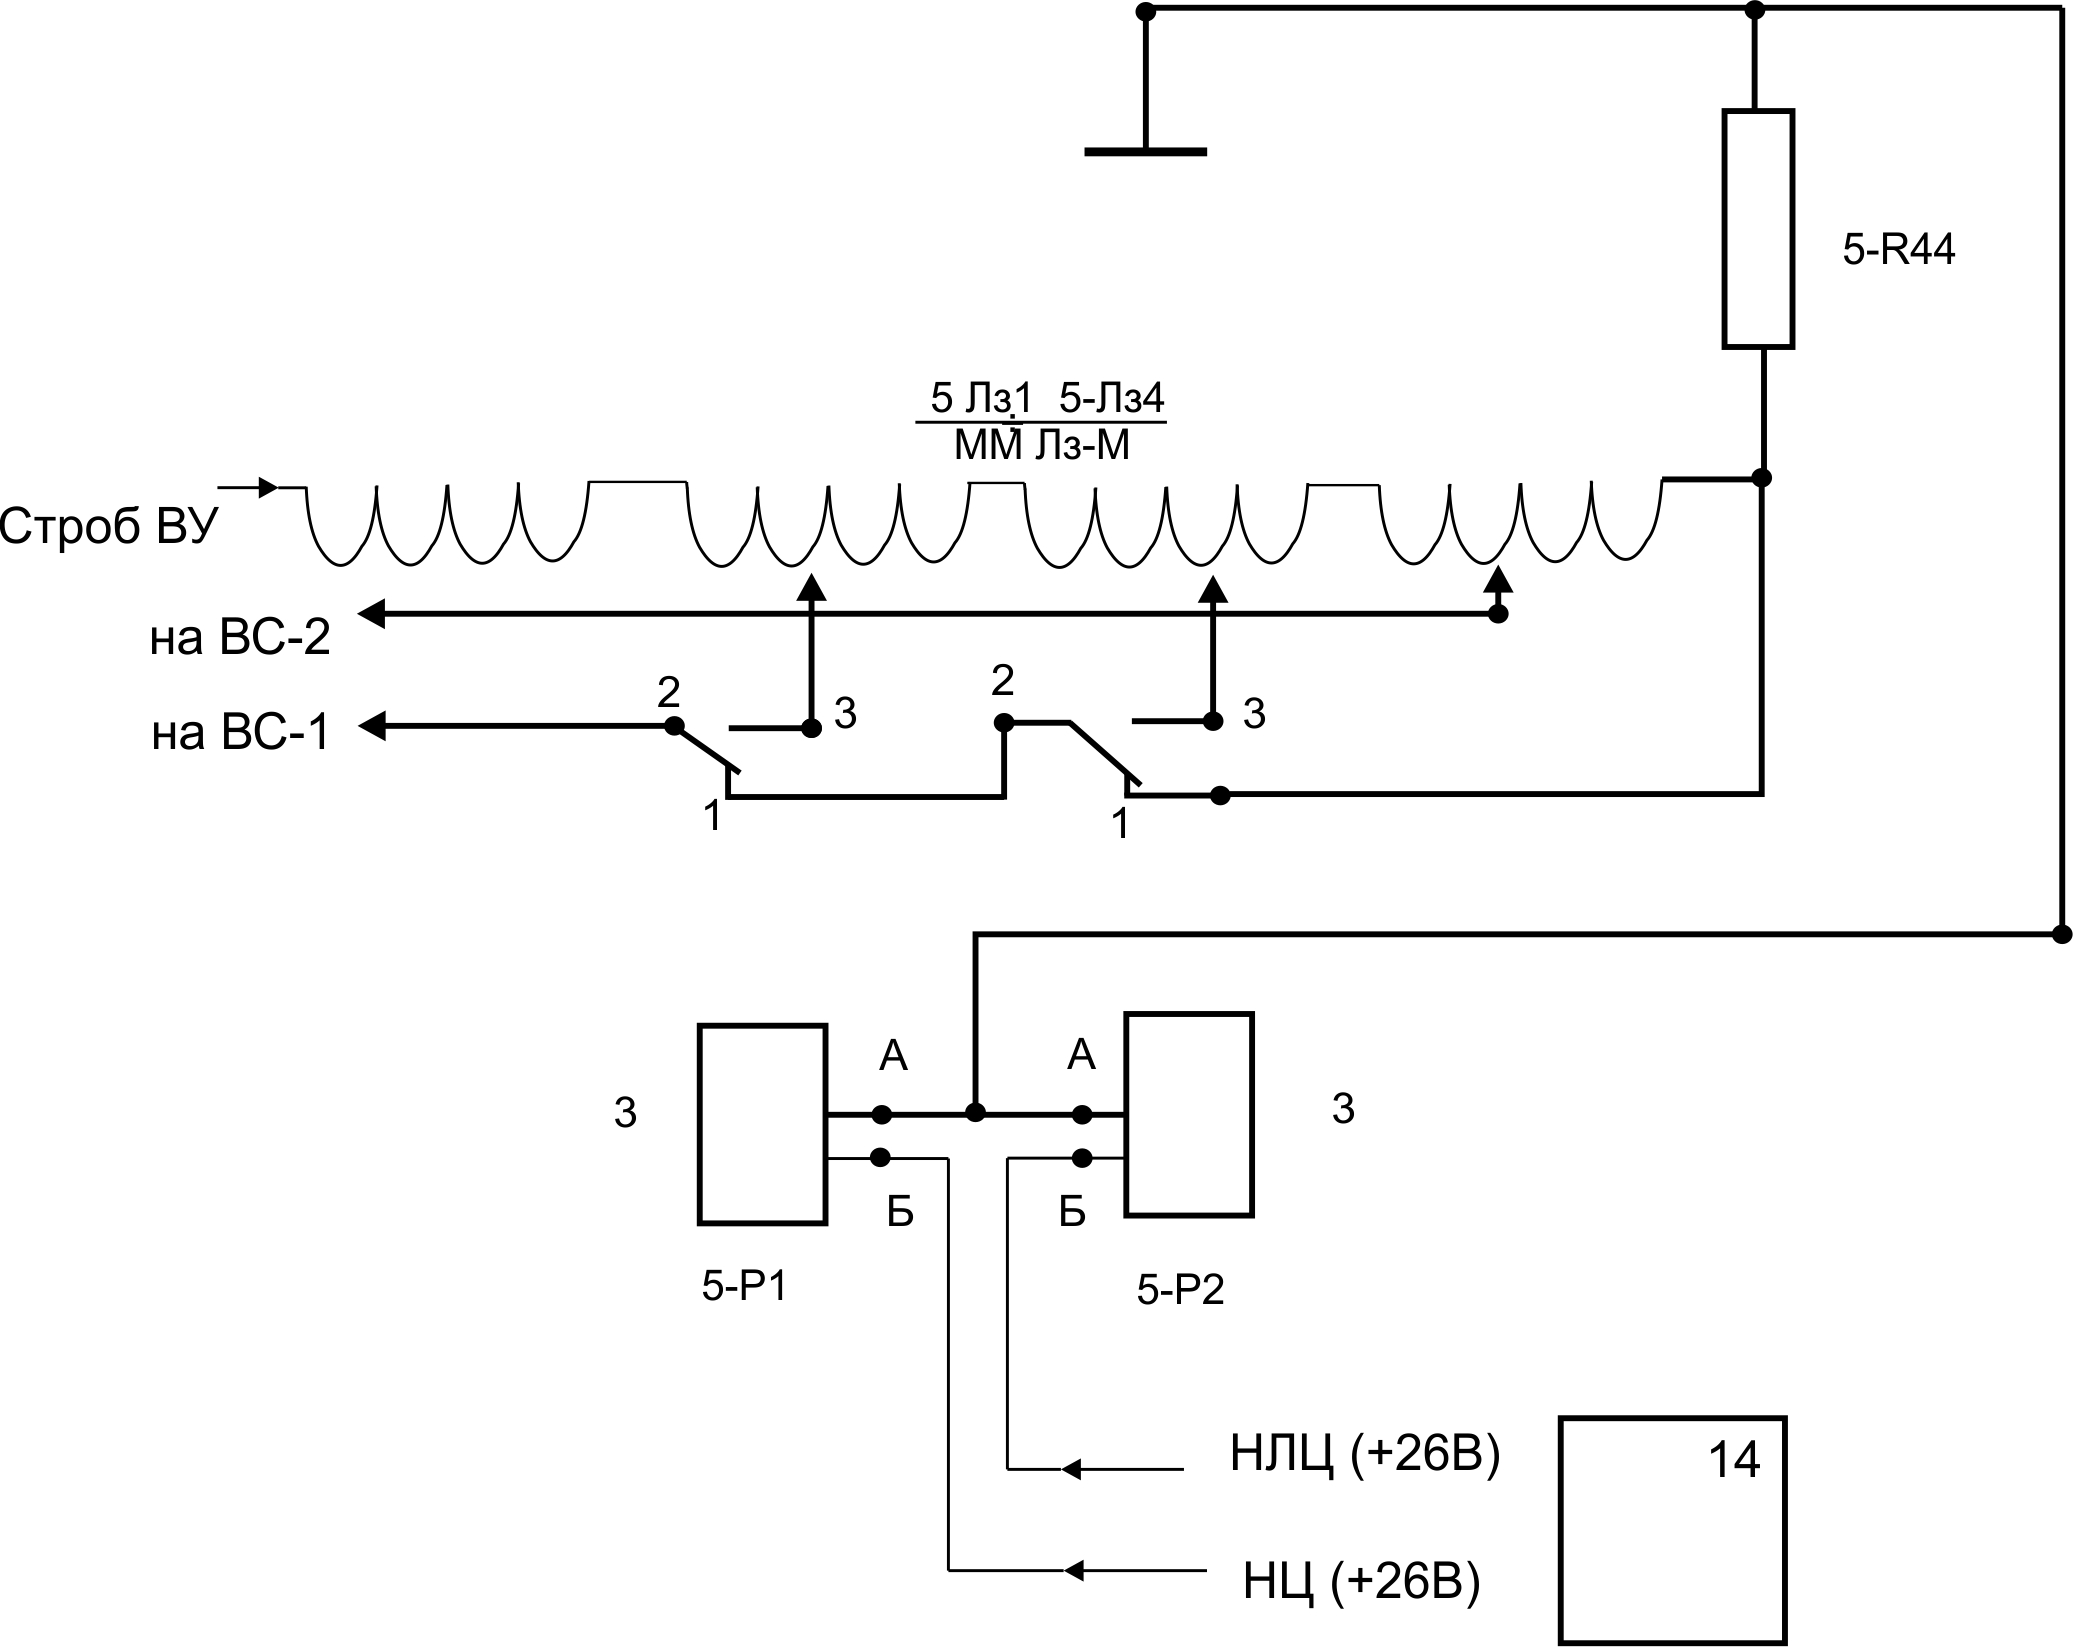 5-R44
5 Лз1 ÷ 5-Лз4
ММ Лз-М
Строб ВУ
на ВС-2
2
2
3
3
на ВС-1
1
1
А
А
3
3
Б
Б
5-Р1
5-Р2
НЛЦ (+26В)
14
НЦ (+26В)